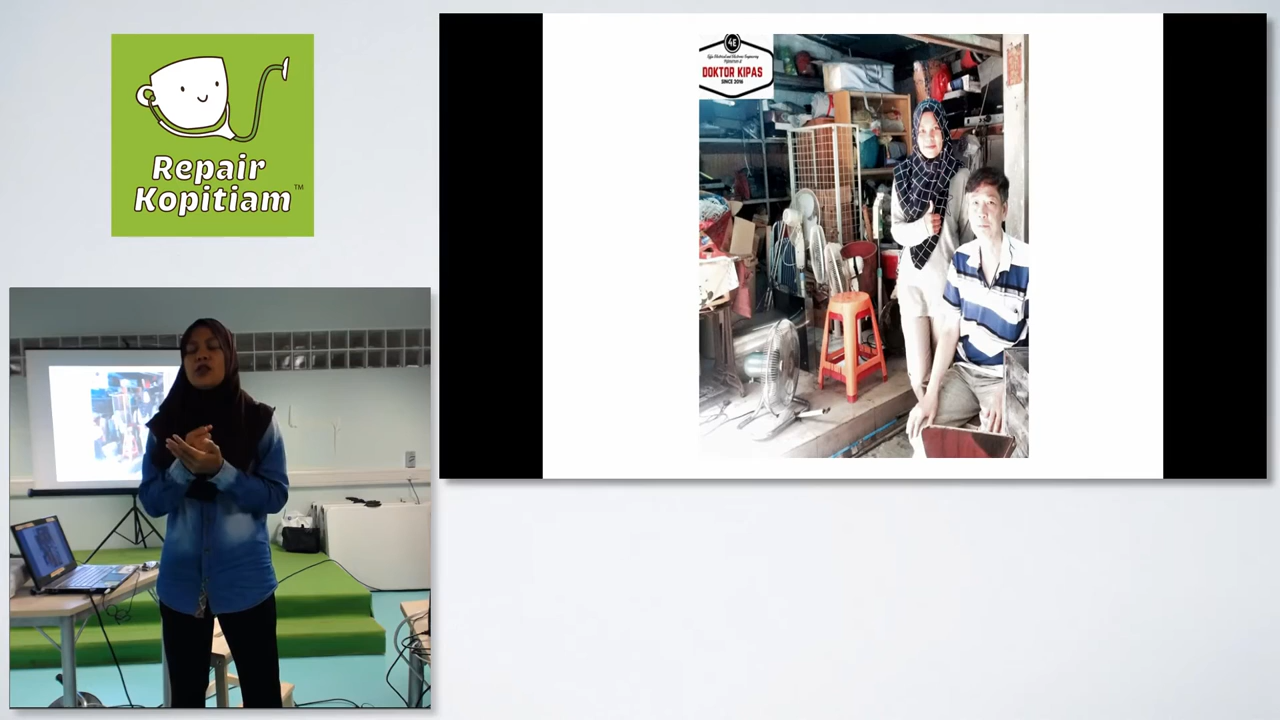 Repair
Kopitiam
TM
4E
DOKTOR KIPAS
SINCE 2016